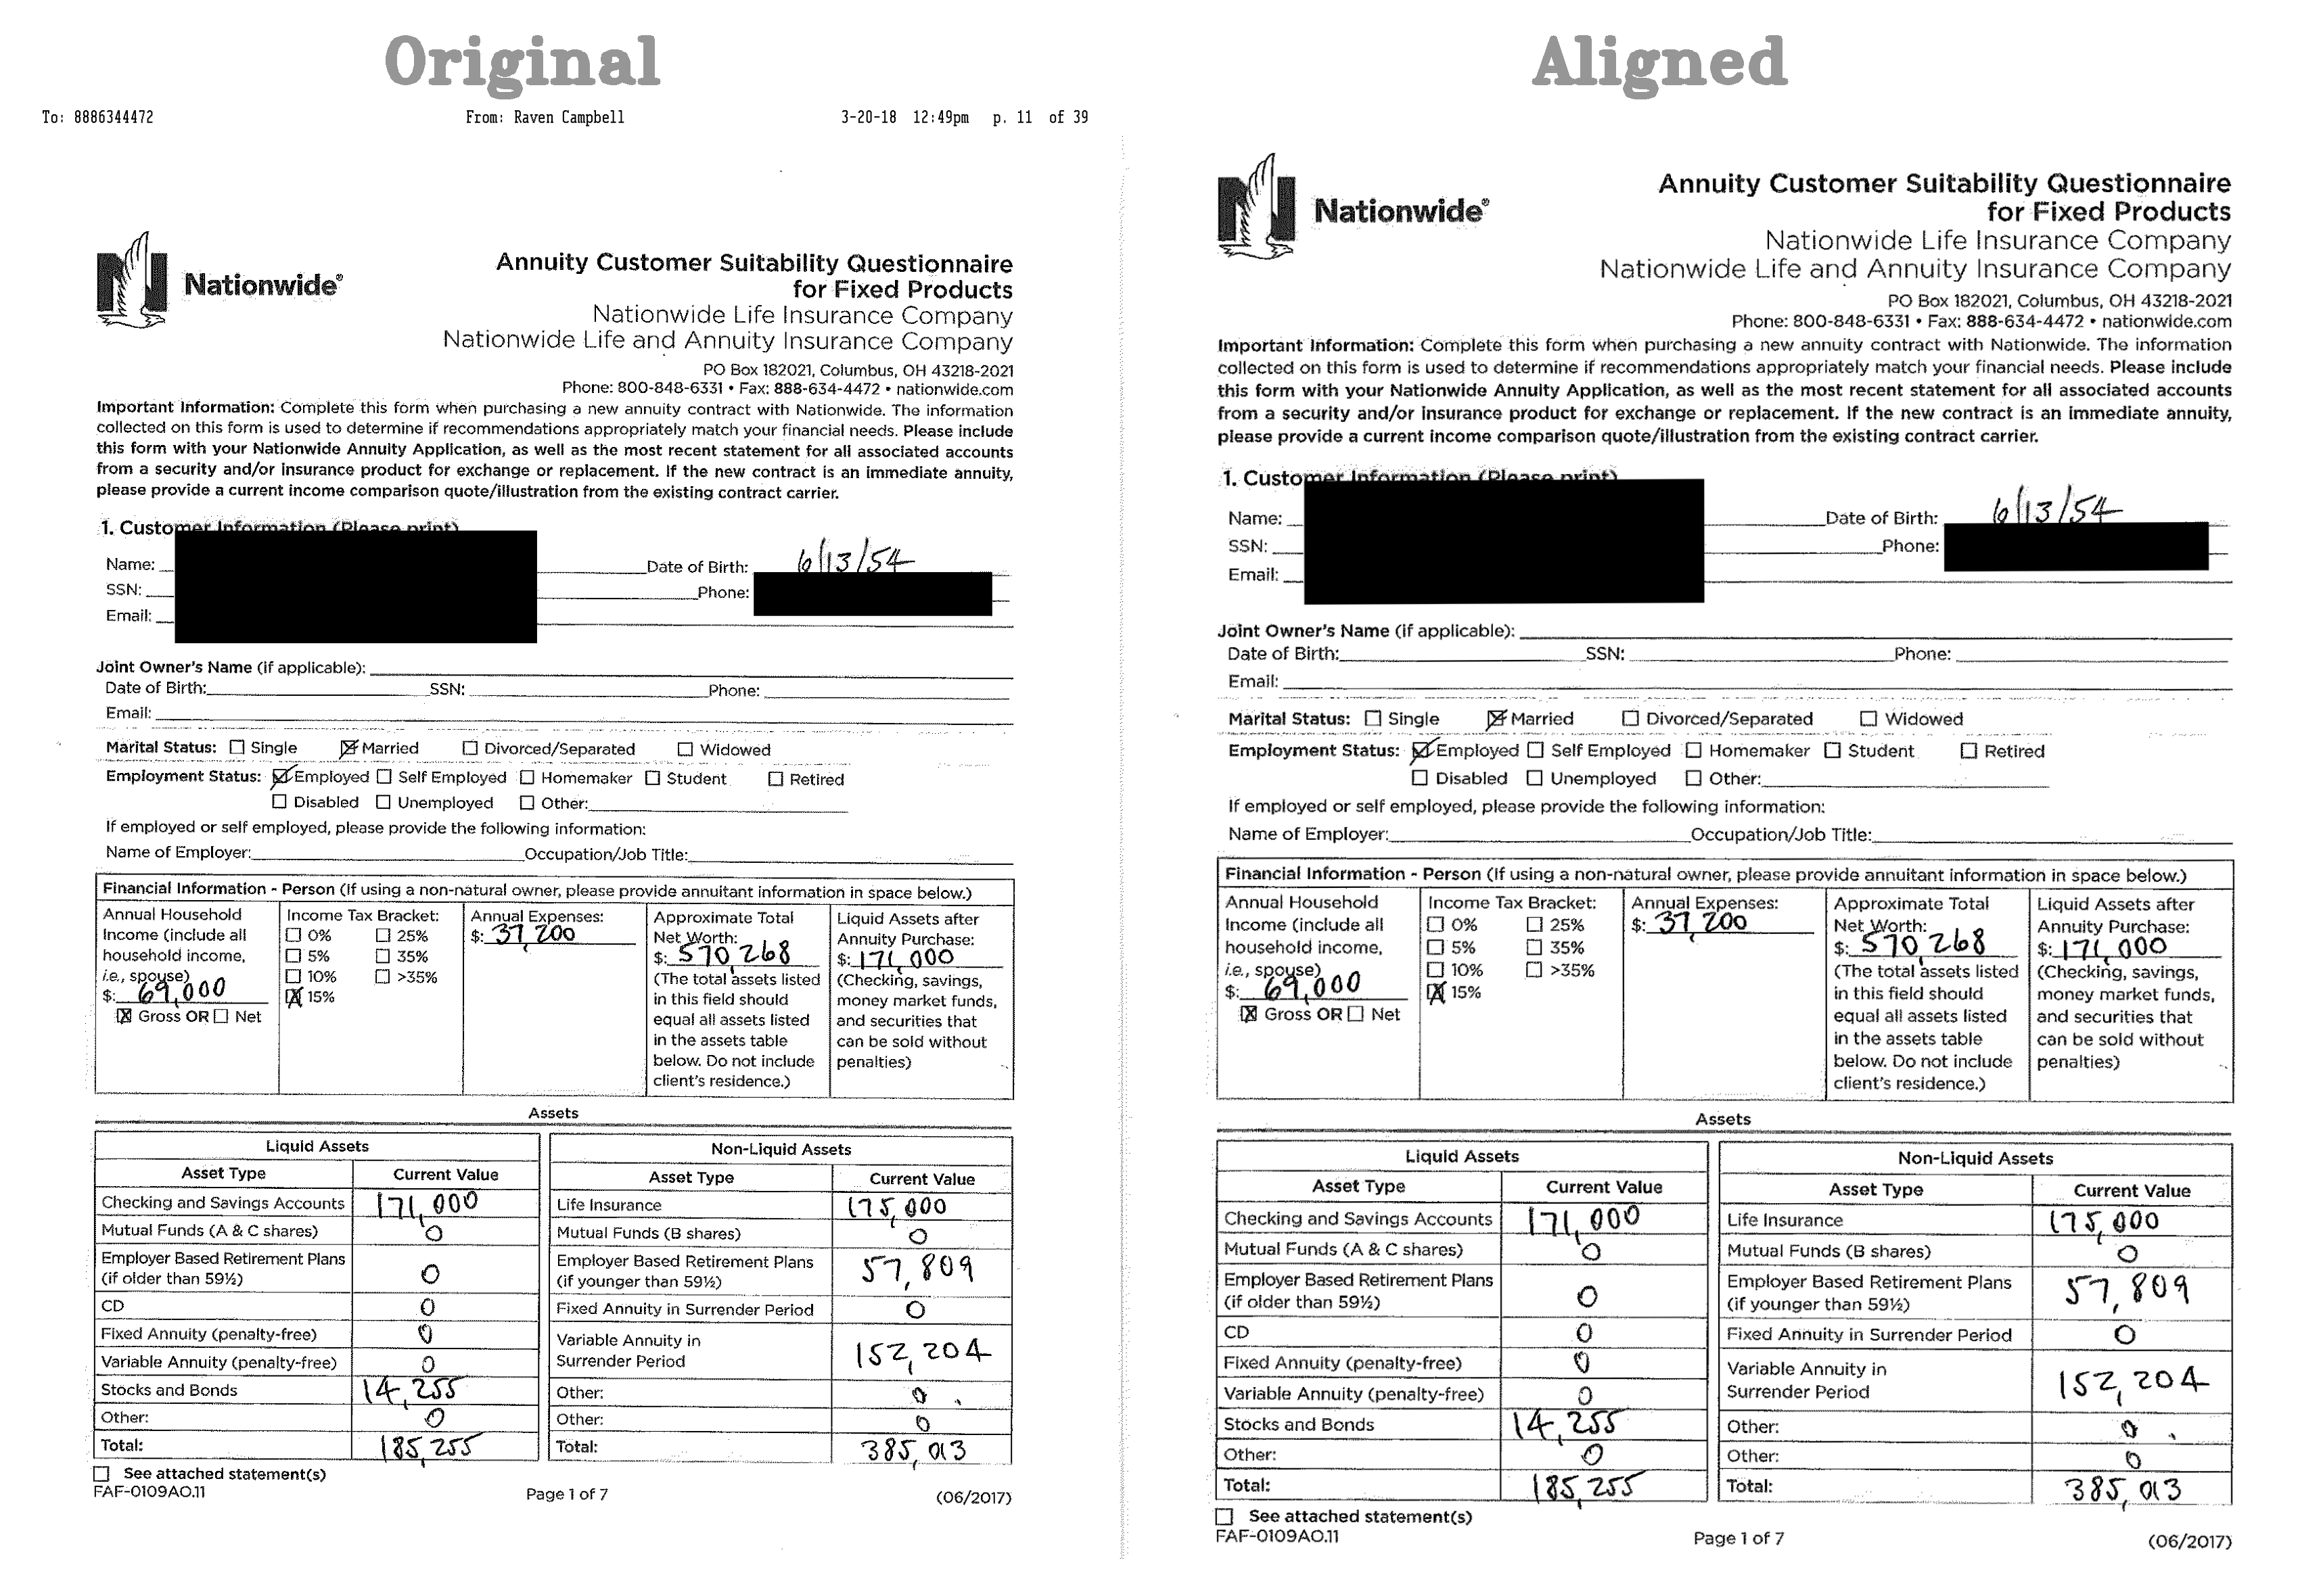 Original
To: 8886344472 From: Raven Campbell 3-20-18 12:49pm p. 11 of 39
Nationwide®
Annuity Customer Suitability Questionnaire
for Fixed Products
Nationwide Life Insurance Company
Nationwide Life and Annuity Insurance Company
PO Box 182021, Columbus, OH 43218-2021
Phone: 800-848-6331 • Fax: 888-634-4472 • nationwide.com
Important Information: Complete this form when purchasing a new annuity contract with Nationwide. The information
collected on this form is used to determine if recommendations appropriately match your financial needs. Please include
this form with your Nationwide Annuity Application, as well as the most recent statement for all associated accounts
from a security and/or insurance product for exchange or replacement. If the new contract is an immediate annuity,
please provide a current income comparison quote/illustration from the existing contract carrier.
1. Customer Information (Please print)
Name: Date of Birth: 6/13/54
SSN: Phone:
Email:
Joint Owner's Name (if applicable):
Date of Birth: SSN: Phone:
Email:
Marital Status: Single Married Divorced/Separated Widowed
Employment Status: Employed Self Employed Homemaker Student Retired
Disabled Unemployed Other:
If employed or self employed, please provide the following information:
Name of Employer: Occupation/Job Title:
Financial Information - Person (If using a non-natural owner, please provide annuitant information in space below.)
Annual Household
Income (include all
household income,
i.e., spouse)
$: 69,000
Gross OR Net
Income Tax Bracket:
0% 25%
5% 35%
10% >35%
15%
Annual Expenses:
$: 37,200
Approximate Total
Net Worth:
$: 570,268
(The total assets listed
in this field should
equal all assets listed
in the assets table
below. Do not include
client's residence.)
Liquid Assets after
Annuity Purchase:
$: 171,000
(Checking, savings,
money market funds,
and securities that
can be sold without
penalties)
Assets
Liquid Assets
Asset Type Current Value
Checking and Savings Accounts 171,000
Mutual Funds (A & C shares) 0
Employer Based Retirement Plans
(if older than 59½) 0
CD 0
Fixed Annuity (penalty-free) 0
Variable Annuity (penalty-free) 0
Stocks and Bonds 14,255
Other: 0
Total: 185,255
Non-Liquid Assets
Asset Type Current Value
Life Insurance 175,000
Mutual Funds (B shares) 0
Employer Based Retirement Plans
(if younger than 59½) 57,809
Fixed Annuity in Surrender Period 0
Variable Annuity in
Surrender Period 152,204
Other: 0
Other: 0
Total: 385,013
See attached statement(s)
FAF-0109AO.11 Page 1 of 7 (06/2017)
Aligned
Nationwide®
Annuity Customer Suitability Questionnaire
for Fixed Products
Nationwide Life Insurance Company
Nationwide Life and Annuity Insurance Company
PO Box 182021, Columbus, OH 43218-2021
Phone: 800-848-6331 • Fax: 888-634-4472 • nationwide.com
Important Information: Complete this form when purchasing a new annuity contract with Nationwide. The information
collected on this form is used to determine if recommendations appropriately match your financial needs. Please include
this form with your Nationwide Annuity Application, as well as the most recent statement for all associated accounts
from a security and/or insurance product for exchange or replacement. If the new contract is an immediate annuity,
please provide a current income comparison quote/illustration from the existing contract carrier.
1. Customer Information (Please print)
Name: Date of Birth: 6/13/54
SSN: Phone:
Email:
Joint Owner's Name (if applicable):
Date of Birth: SSN: Phone:
Email:
Marital Status: Single Married Divorced/Separated Widowed
Employment Status: Employed Self Employed Homemaker Student Retired
Disabled Unemployed Other:
If employed or self employed, please provide the following information:
Name of Employer: Occupation/Job Title:
Financial Information - Person (If using a non-natural owner, please provide annuitant information in space below.)
Annual Household
Income (include all
household income,
i.e., spouse)
$: 69,000
Gross OR Net
Income Tax Bracket:
0% 25%
5% 35%
10% >35%
15%
Annual Expenses:
$: 37,200
Approximate Total
Net Worth:
$: 570,268
(The total assets listed
in this field should
equal all assets listed
in the assets table
below. Do not include
client's residence.)
Liquid Assets after
Annuity Purchase:
$: 171,000
(Checking, savings,
money market funds,
and securities that
can be sold without
penalties)
Assets
Liquid Assets
Asset Type Current Value
Checking and Savings Accounts 171,000
Mutual Funds (A & C shares) 0
Employer Based Retirement Plans
(if older than 59½) 0
CD 0
Fixed Annuity (penalty-free) 0
Variable Annuity (penalty-free) 0
Stocks and Bonds 14,255
Other: 0
Total: 185,255
Non-Liquid Assets
Asset Type Current Value
Life Insurance 175,000
Mutual Funds (B shares) 0
Employer Based Retirement Plans
(if younger than 59½) 57,809
Fixed Annuity in Surrender Period 0
Variable Annuity in
Surrender Period 152,204
Other: 0
Other: 0
Total: 385,013
See attached statement(s)
FAF-0109AO.11 Page 1 of 7 (06/2017)